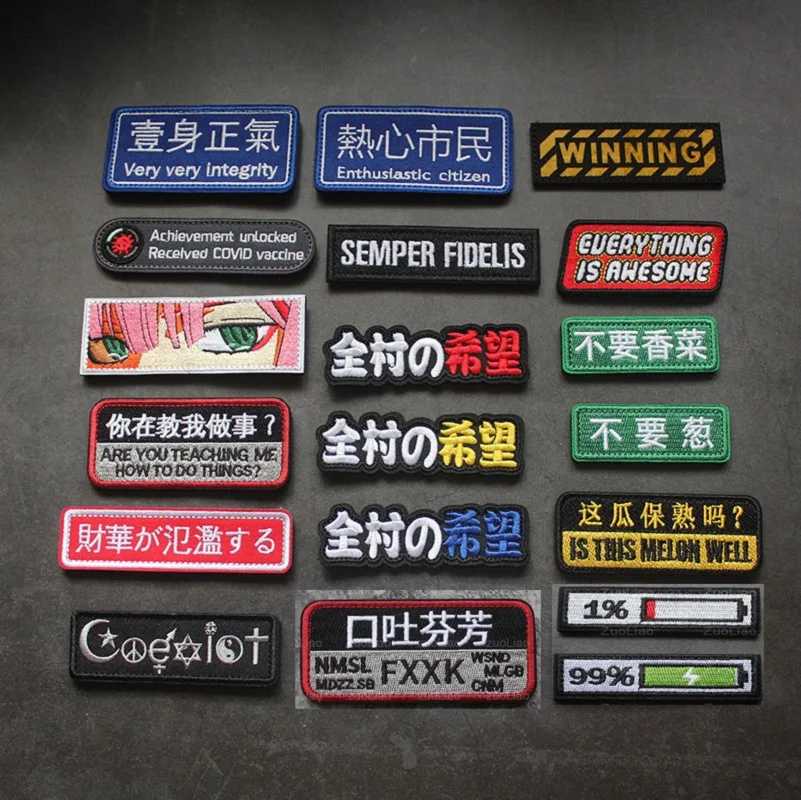 壹身正氣
Very very integrity
熱心市民
Enthusiastic citizen
WINNING
Achievement unlocked
Received COVID vaccine
SEMPER FIDELIS
EVERYTHING
IS AWESOME
全村の希望
不要香菜
你在教我做事？
ARE YOU TEACHING ME
HOW TO DO THINGS?
全村の希望
不要葱
財華が氾濫する
全村の希望
这瓜保熟吗？
IS THIS MELON WELL
Coexist
口吐芬芳
NMSL
MDZZ.SB
FXXK
WSND
MLGB
CNM
1%
ZuoLiao
99%
ZuoLiao